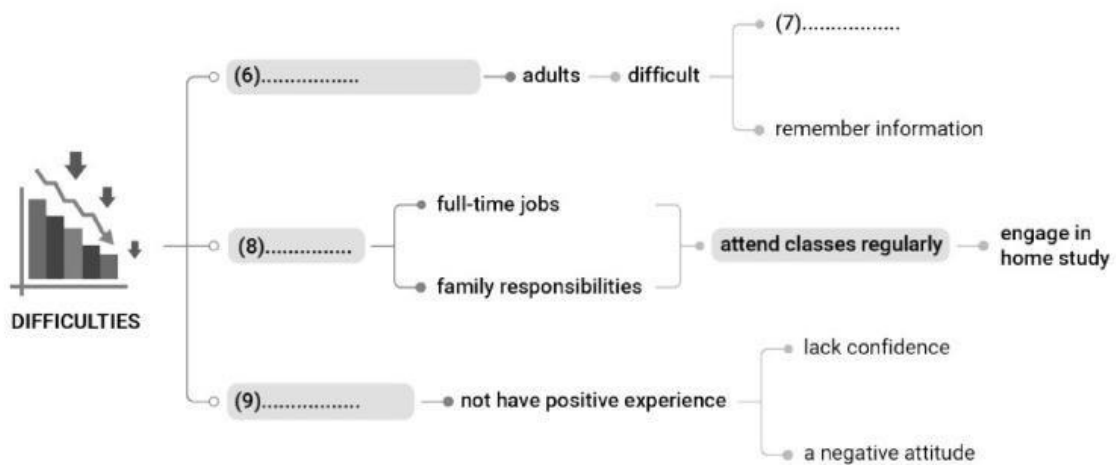 (6).................
adults
difficult
(7).................
remember information
DIFFICULTIES
(8)...............
full-time jobs
family responsibilities
attend classes regularly
engage in
home study
(9).................
not have positive experience
lack confidence
a negative attitude